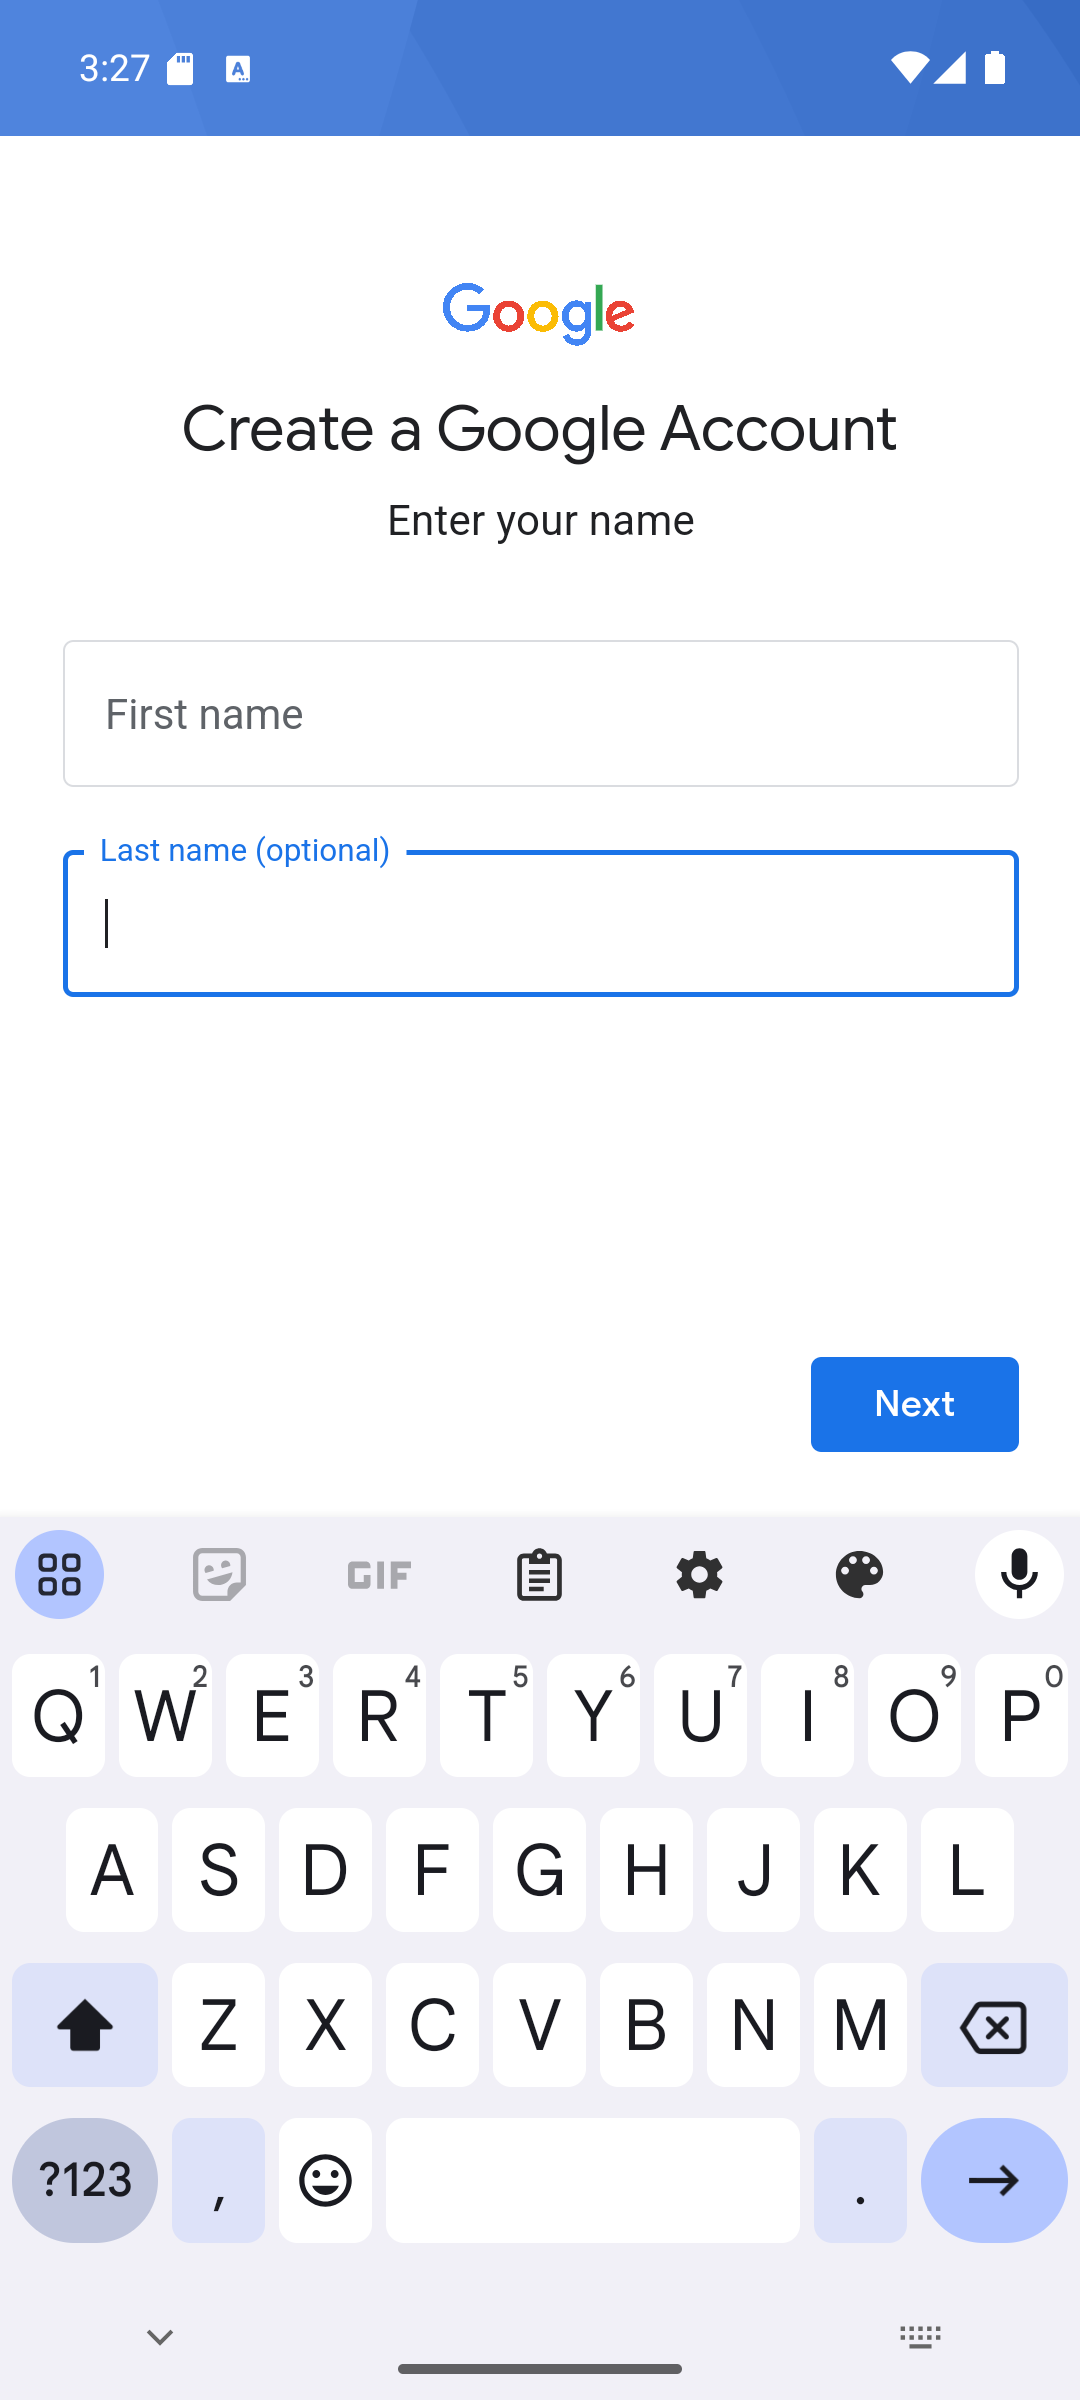 3:27
Google
Create a Google Account
Enter your name
First name
Last name (optional)
Next
GIF
Q 1 W 2 E 3 R 4 T 5 Y 6 U 7 I 8 O 9 P 0
A S D F G H J K L
Z X C V B N M
?123 , .